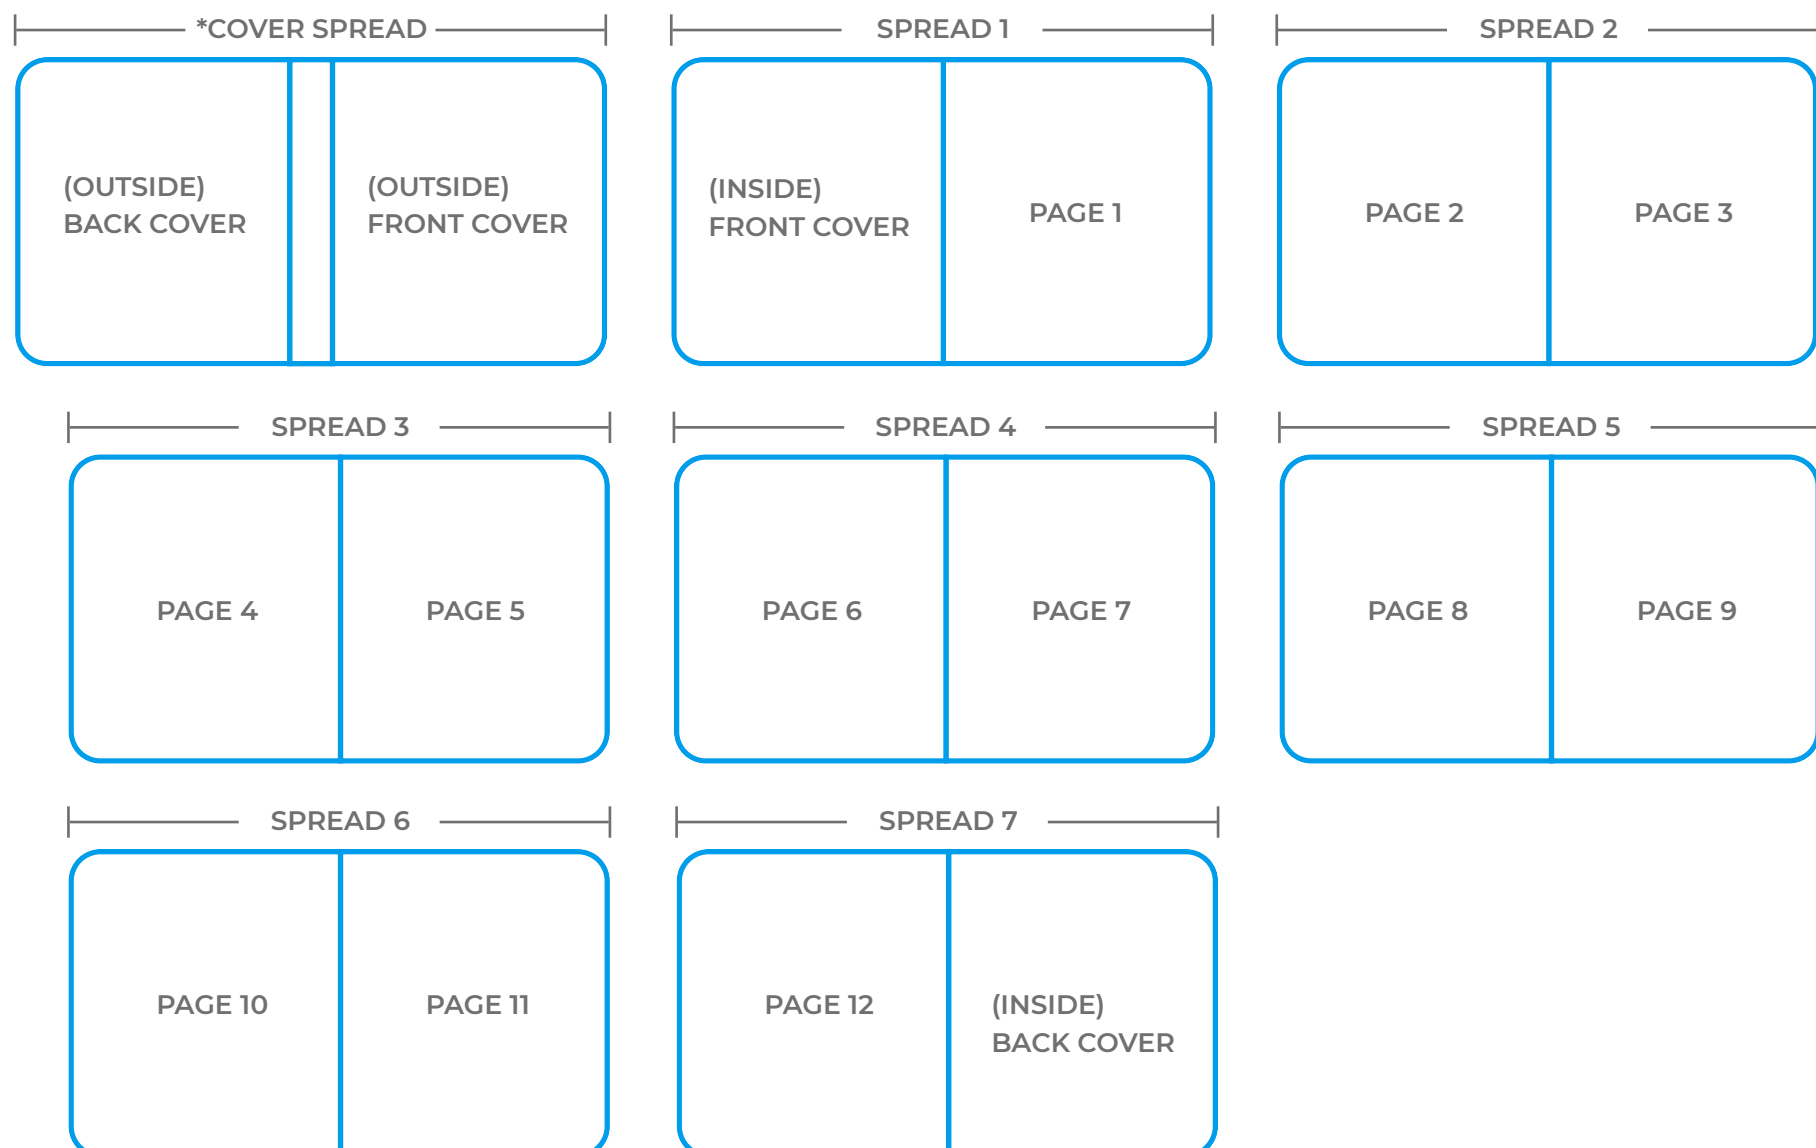 *COVER SPREAD
SPREAD 1
SPREAD 2
(OUTSIDE)
BACK COVER
(OUTSIDE)
FRONT COVER
(INSIDE)
FRONT COVER
PAGE 1
PAGE 2
PAGE 3
SPREAD 3
SPREAD 4
SPREAD 5
PAGE 4
PAGE 5
PAGE 6
PAGE 7
PAGE 8
PAGE 9
SPREAD 6
SPREAD 7
PAGE 10
PAGE 11
PAGE 12
(INSIDE)
BACK COVER